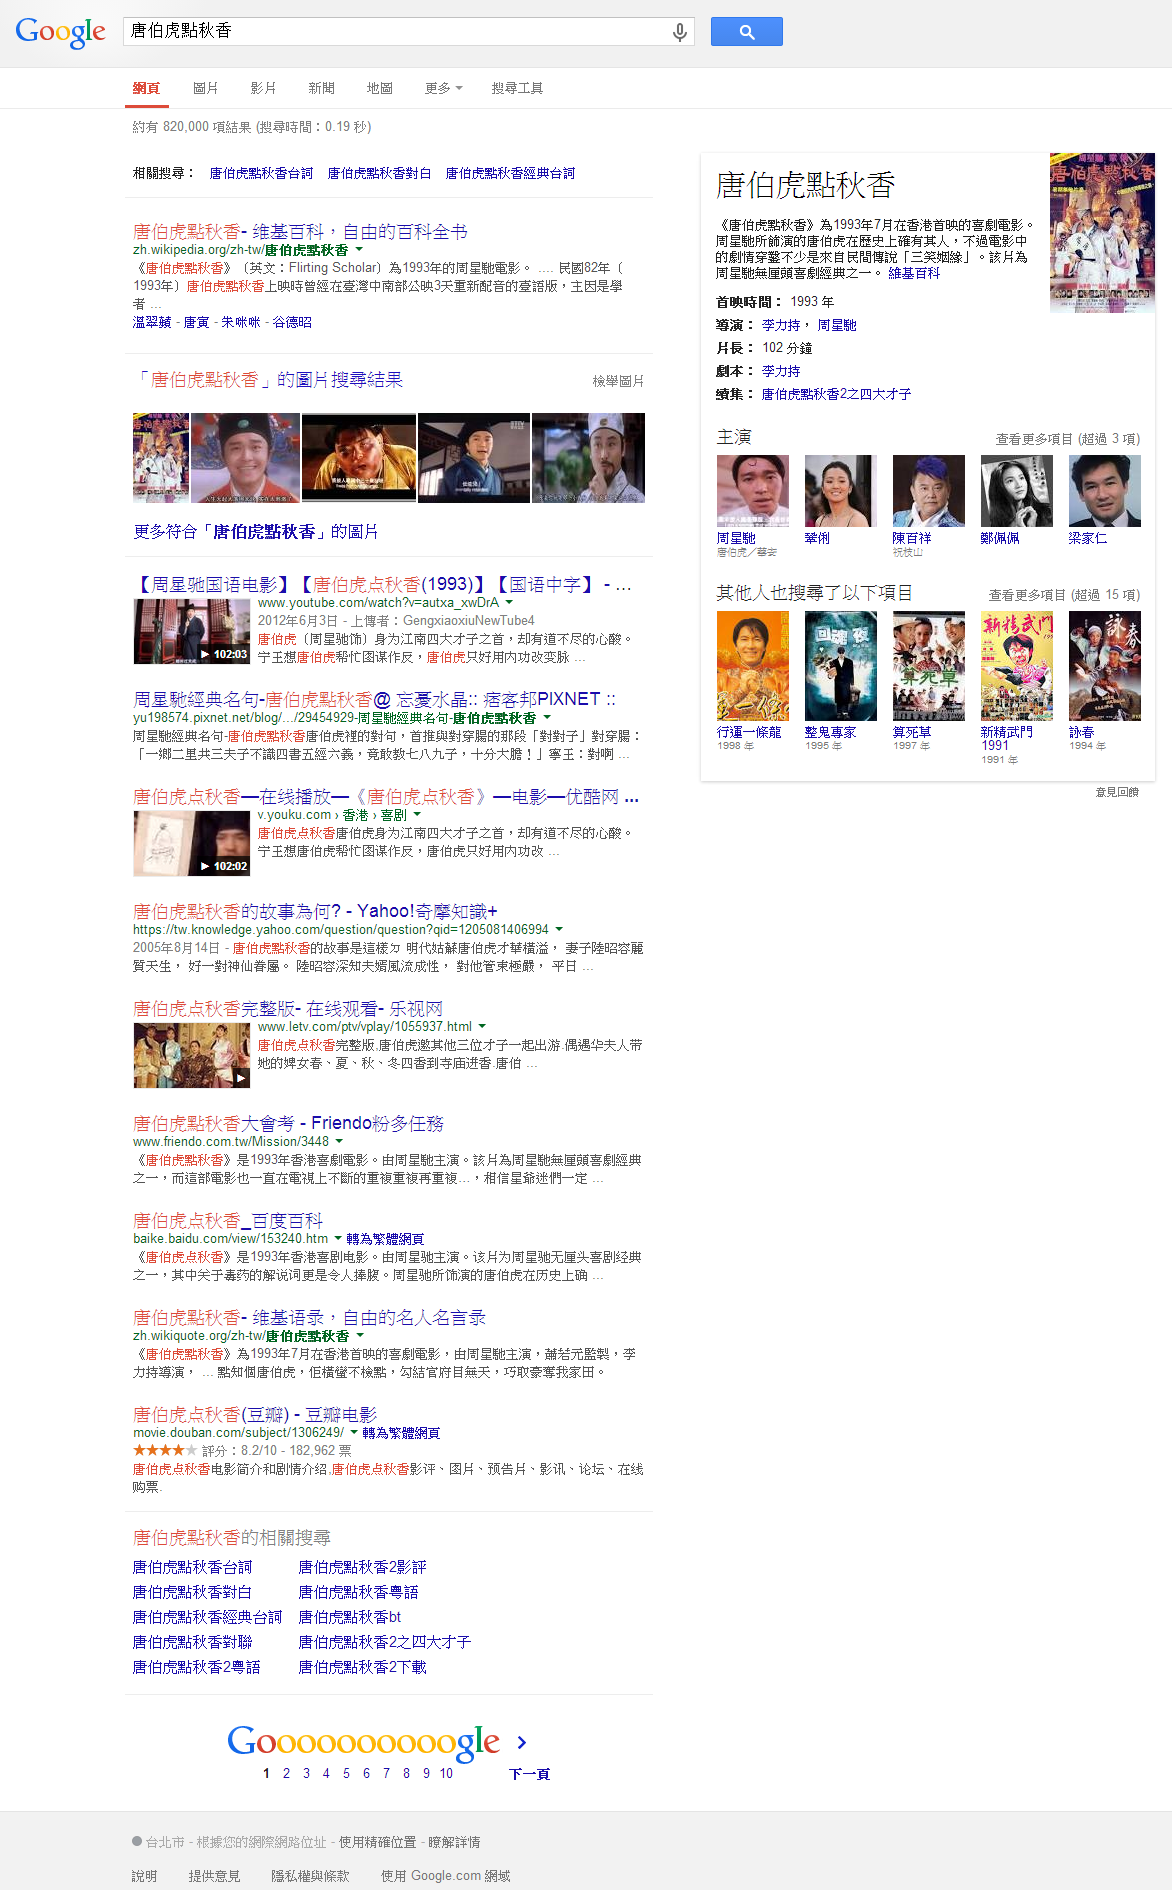 Google
唐伯虎點秋香
網頁 圖片 影片 新聞 地圖 更多 搜尋工具
約有 820,000 項結果 (搜尋時間：0.19 秒)
相關搜尋： 唐伯虎點秋香台詞 唐伯虎點秋香對白 唐伯虎點秋香經典台詞
唐伯虎點秋香- 維基百科，自由的百科全书
zh.wikipedia.org/zh-tw/唐伯虎點秋香
《唐伯虎點秋香》〔英文：Flirting Scholar〕為1993年的周星馳電影。 .... 民國82年〔
1993年〕唐伯虎點秋香上映時曾經在臺灣中南部公映3天重新配音的臺語版，主因是學
者 ...
溫翠蘋 - 唐寅 - 朱咪咪 - 谷德昭
「唐伯虎點秋香」的圖片搜尋結果
檢舉圖片
更多符合「唐伯虎點秋香」的圖片
【周星驰国语电影】【唐伯虎点秋香(1993)】【国语中字】 - ...
www.youtube.com/watch?v=autxa_xwDrA
2012年6月3日 - 上傳者：GengxiaoxiuNewTube4
唐伯虎〔周星驰饰〕身为江南四大才子之首，却有道不尽的心酸。
宁王想唐伯虎帮忙图谋作反，唐伯虎只好用内功改变脉 ...
102:03
周星馳經典名句-唐伯虎點秋香@ 忘憂水晶:: 痞客邦PIXNET ::
yu198574.pixnet.net/blog/.../29454929-周星馳經典名句-唐伯虎點秋香
周星馳經典名句-唐伯虎點秋香唐伯虎裡的對句，首推與對穿腸的那段「對對子」對穿腸：
「一鄉二里共三夫子不識四書五經六義，竟敢教七八九子，十分大膽！」寧王：對啊 ...
唐伯虎点秋香—在线播放—《唐伯虎点秋香》—电影—优酷网 ...
v.youku.com › 香港 › 喜剧
唐伯虎点秋香唐伯虎身为江南四大才子之首，却有道不尽的心酸。
宁王想唐伯虎帮忙图谋作反，唐伯虎只好用内功改 ...
102:02
唐伯虎點秋香的故事為何? - Yahoo!奇摩知識+
https://tw.knowledge.yahoo.com/question/question?qid=1205081406994
2005年8月14日 - 唐伯虎點秋香的故事是這樣ㄉ 明代姑蘇唐伯虎才華橫溢， 妻子陸昭容麗
質天生， 好一對神仙眷屬。 陸昭容深知夫婿風流成性， 對他管束極嚴， 平日 ...
唐伯虎点秋香完整版- 在线观看- 乐视网
www.letv.com/ptv/vplay/1055937.html
唐伯虎点秋香完整版,唐伯虎邀其他三位才子一起出游.偶遇华夫人带
她的婢女春、夏、秋、冬四香到寺庙进香.唐伯 ...
唐伯虎點秋香大會考 - Friendo粉多任務
www.friendo.com.tw/Mission/3448
《唐伯虎點秋香》是1993年香港喜劇電影。由周星馳主演。該片為周星馳無厘頭喜劇經典
之一，而這部電影也一直在電視上不斷的重複重複再重複...，相信星爺迷們一定 ...
唐伯虎点秋香_百度百科
baike.baidu.com/view/153240.htm 轉為繁體網頁
《唐伯虎点秋香》是1993年香港喜剧电影。由周星驰主演。该片为周星驰无厘头喜剧经典
之一，其中关于毒药的解说词更是令人捧腹。周星驰所饰演的唐伯虎在历史上确 ...
唐伯虎點秋香- 维基语录，自由的名人名言录
zh.wikiquote.org/zh-tw/唐伯虎點秋香
《唐伯虎點秋香》為1993年7月在香港首映的喜劇電影，由周星馳主演，蕭若元監製，李
力持導演， ... 點知個唐伯虎，佢橫蠻不檢點，勾結官府目無天，巧取豪奪我家田。
唐伯虎点秋香(豆瓣) - 豆瓣电影
movie.douban.com/subject/1306249/ 轉為繁體網頁
評分：8.2/10 - 182,962 票
唐伯虎点秋香电影简介和剧情介绍,唐伯虎点秋香影评、图片、预告片、影讯、论坛、在线
购票.
唐伯虎點秋香的相關搜尋
唐伯虎點秋香台詞 唐伯虎點秋香2影評
唐伯虎點秋香對白 唐伯虎點秋香粵語
唐伯虎點秋香經典台詞 唐伯虎點秋香bt
唐伯虎點秋香對聯 唐伯虎點秋香2之四大才子
唐伯虎點秋香2粵語 唐伯虎點秋香2下載
Goooooooooogle
1 2 3 4 5 6 7 8 9 10 下一頁
唐伯虎點秋香
《唐伯虎點秋香》為1993年7月在香港首映的喜劇電影。
周星馳所飾演的唐伯虎在歷史上確有其人，不過電影中
的劇情穿鑿不少是來自民間傳說「三笑姻緣」。該片為
周星馳無厘頭喜劇經典之一。 維基百科
首映時間： 1993 年
導演： 李力持， 周星馳
片長： 102 分鐘
劇本： 李力持
續集： 唐伯虎點秋香2之四大才子
主演
查看更多項目 (超過 3 項)
周星馳 鞏俐 陳百祥 鄭佩佩 梁家仁
唐伯虎／華安 祝枝山
其他人也搜尋了以下項目
查看更多項目 (超過 15 項)
行運一條龍 整鬼專家 算死草 新精武門 詠春
1991
1998 年 1995 年 1997 年 1991 年 1994 年
意見回饋
台北市 - 根據您的網際網路位址 - 使用精確位置 - 瞭解詳情
說明 提供意見 隱私權與條款 使用 Google.com 網域